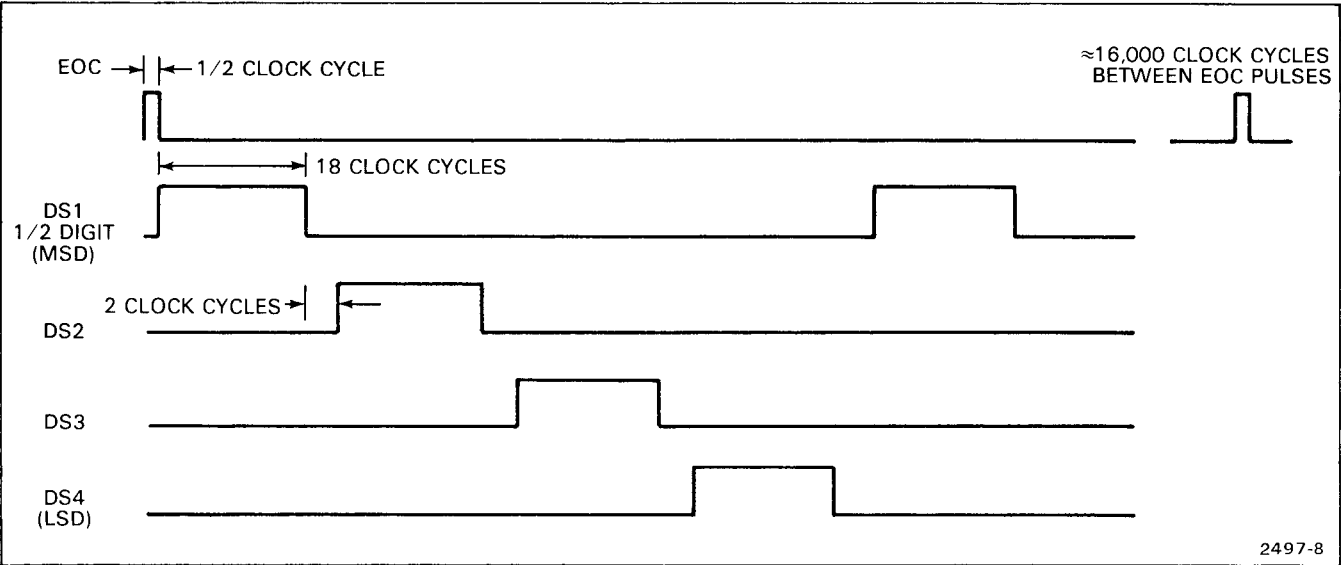 EOC
1/2 CLOCK CYCLE
≈16,000 CLOCK CYCLES
BETWEEN EOC PULSES
18 CLOCK CYCLES
DS1
1/2 DIGIT
(MSD)
2 CLOCK CYCLES
DS2
DS3
DS4
(LSD)
2497-8